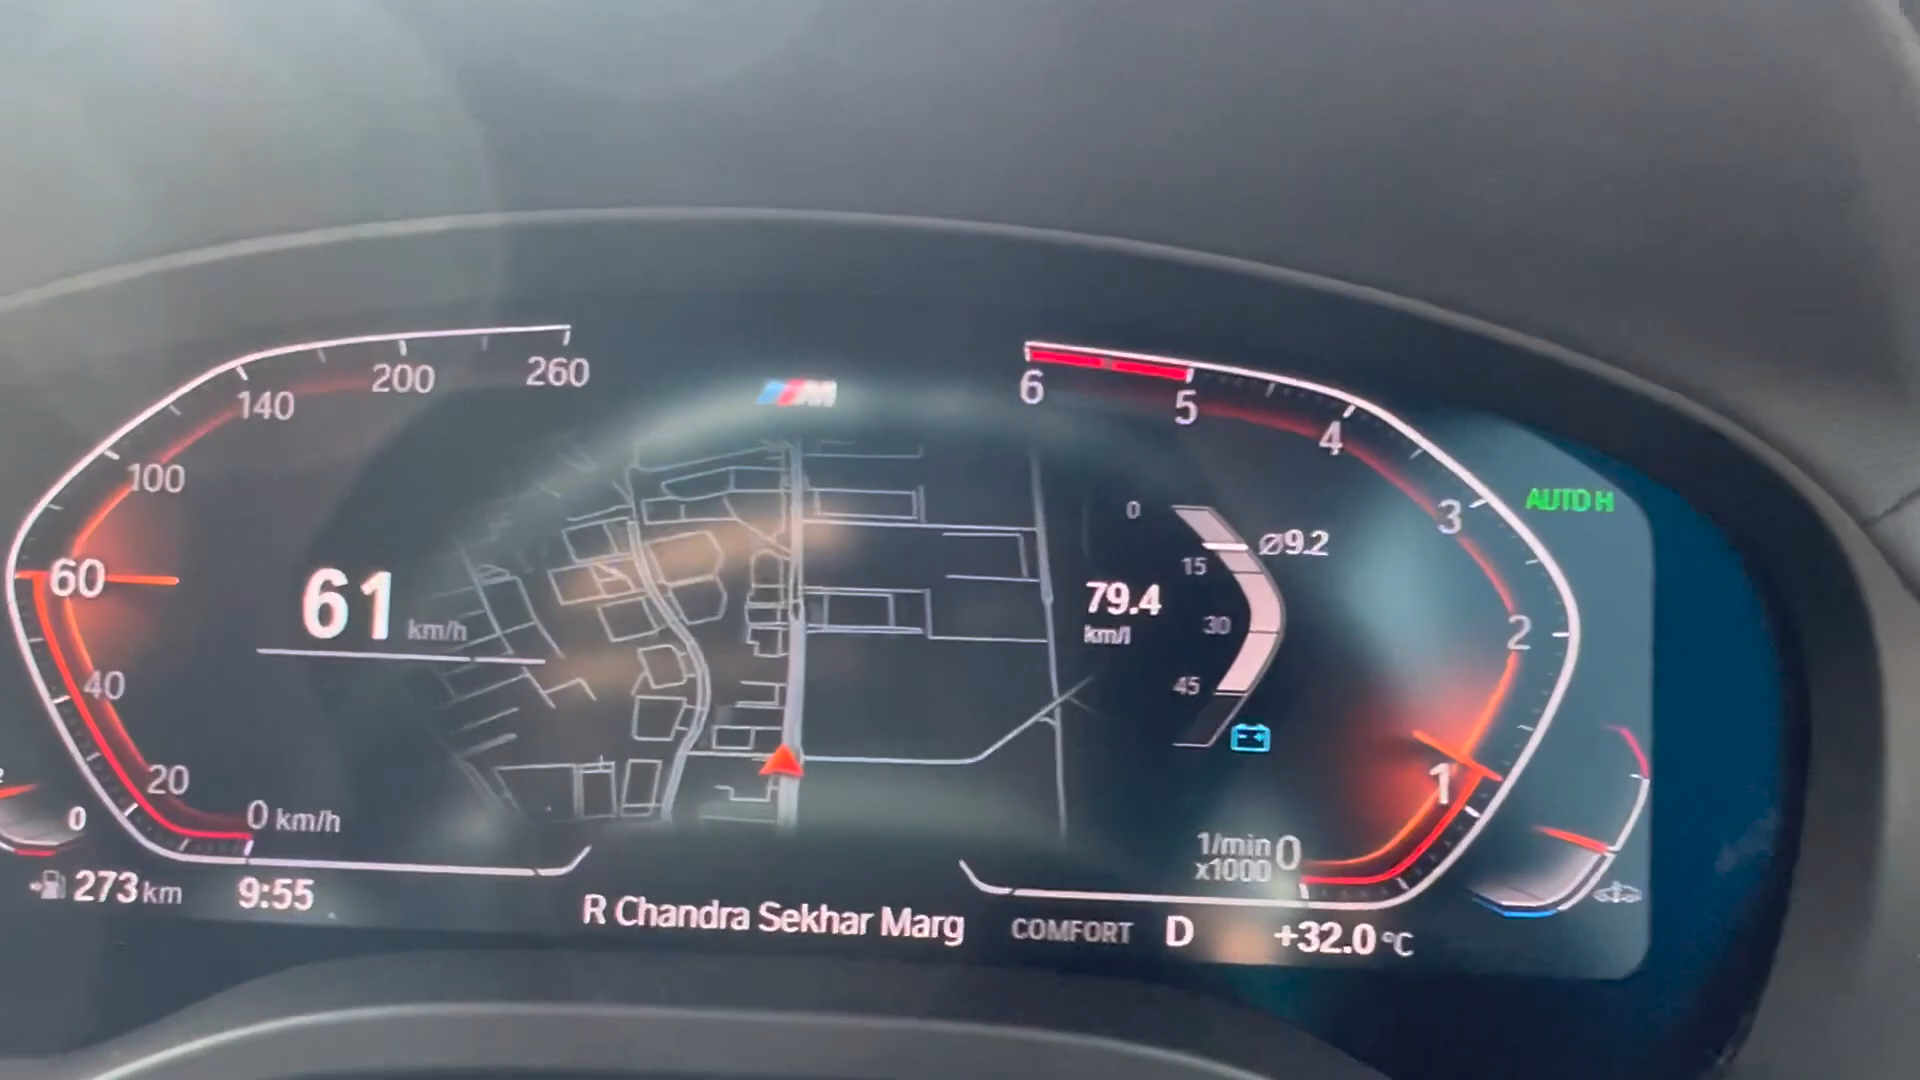 260
200
140
100
60
40
20
0 km/h
61 km/h
M
6
5
4
3
2
1
0
1/min
x1000
AUTO H
0
15
30
45
⌀9.2
79.4
km/l
0
273 km
9:55
R Chandra Sekhar Marg
COMFORT
D
+32.0 °C